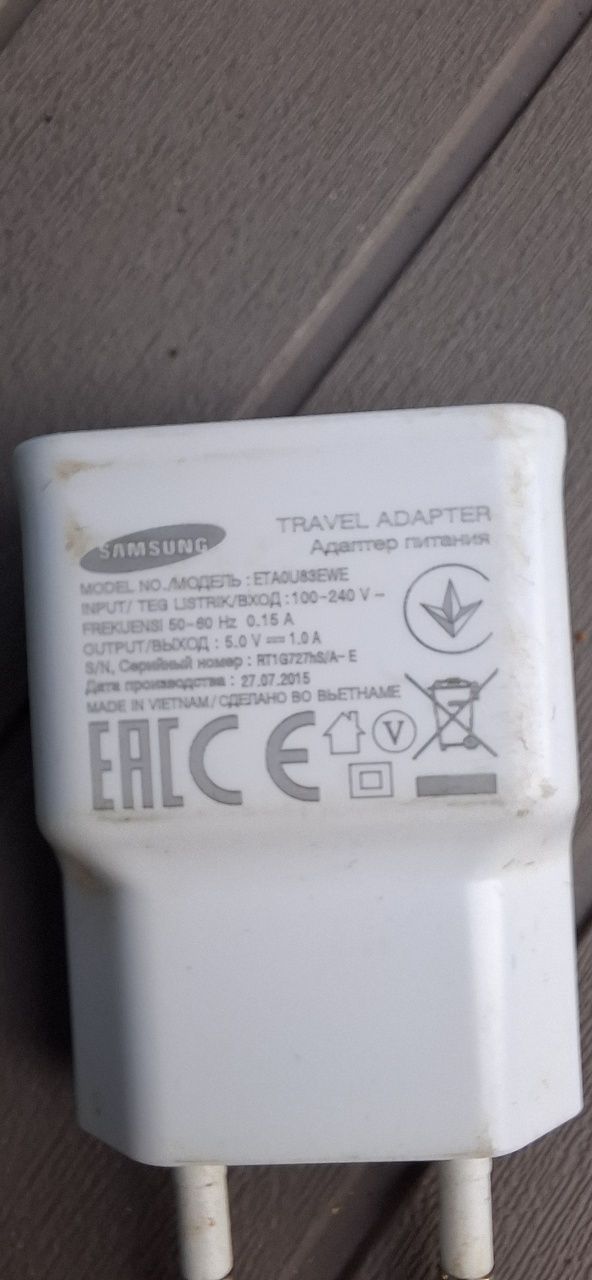 SAMSUNG
TRAVEL ADAPTER
Адаптер питания
MODEL NO./МОДЕЛЬ : ETA0U83EWE
INPUT/ TEG LISTRIK/ВХОД :100-240 V ~
FREKUENSI 50-60 Hz 0.15 A
OUTPUT/ВЫХОД : 5.0 V ⎓ 1.0 A
S/N, Серийный номер : RT1G727hS/A-E
Дата производства : 27.07.2015
MADE IN VIETNAM/СДЕЛАНО ВО ВЬЕТНАМЕ
EAC CE V